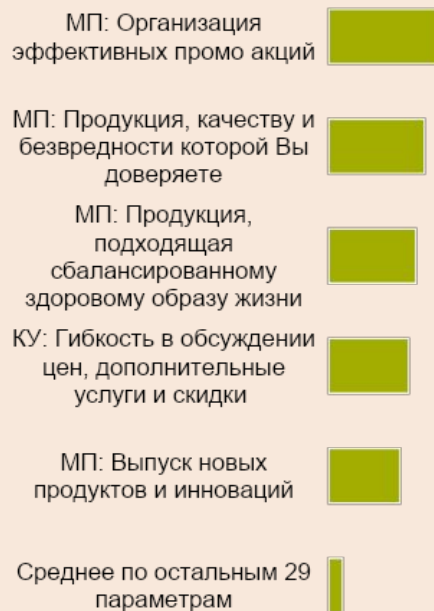 МП: Организация
эффективных промо акций
МП: Продукция, качеству и
безвредности которой Вы
доверяете
МП: Продукция,
подходящая
сбалансированному
здоровому образу жизни
КУ: Гибкость в обсуждении
цен, дополнительные
услуги и скидки
МП: Выпуск новых
продуктов и инноваций
Среднее по остальным 29
параметрам